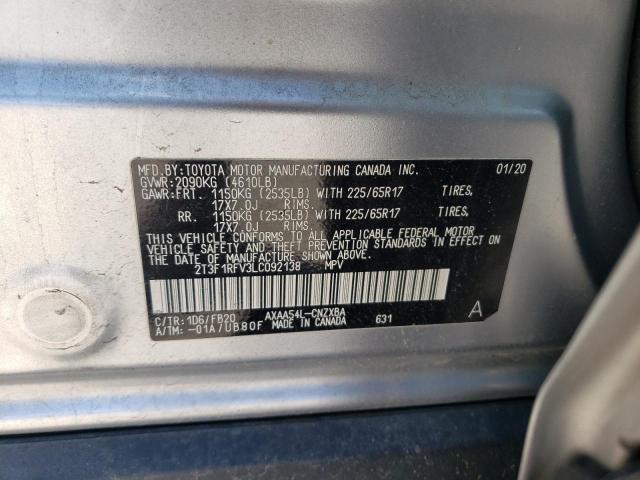 MFD.BY:TOYOTA MOTOR MANUFACTURING CANADA INC. 01/20
GVWR:2090KG (4610LB)
GAWR:FRT. 1150KG (2535LB) WITH 225/65R17 TIRES,
17X7.0J RIMS,
RR. 1150KG (2535LB) WITH 225/65R17 TIRES,
17X7.0J RIMS.
THIS VEHICLE CONFORMS TO ALL APPLICABLE FEDERAL MOTOR
VEHICLE SAFETY AND THEFT PREVENTION STANDARDS IN EFFECT ON
THE DATE OF MANUFACTURE SHOWN ABOVE.
2T3F1RFV3LC092138 MPV
C/TR:1D6/FB20 AXAA54L-CNZXBA A
A/TM:-01A/UB80F MADE IN CANADA 631